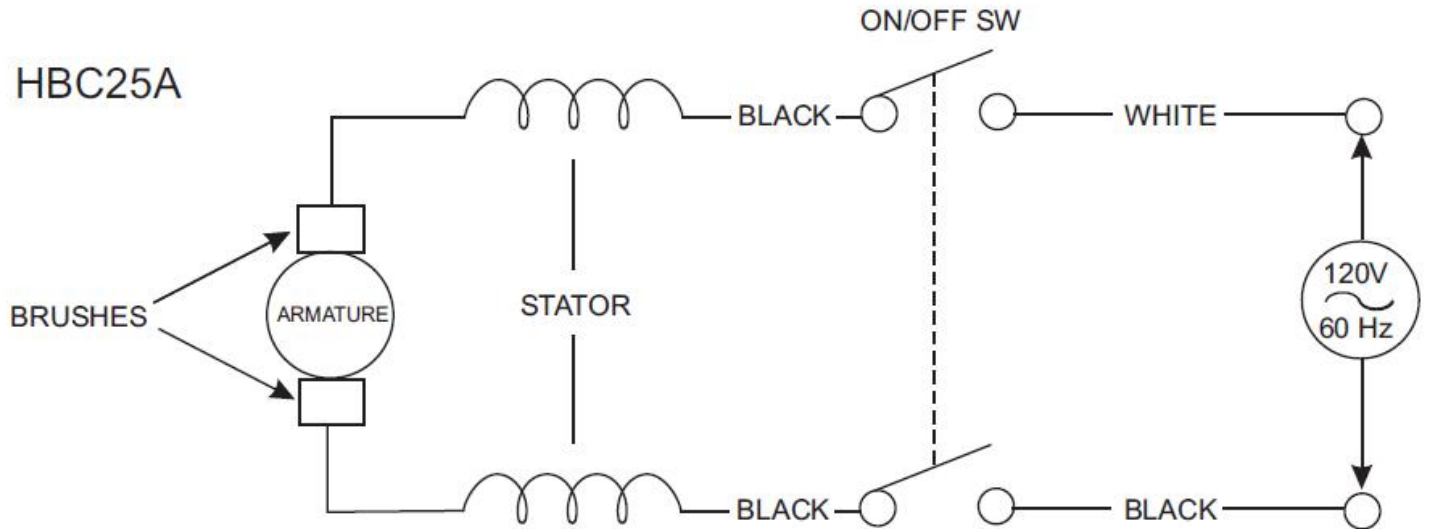 ON/OFF SW
HBC25A
BLACK
WHITE
120V
60 Hz
BRUSHES
ARMATURE
STATOR
BLACK
BLACK